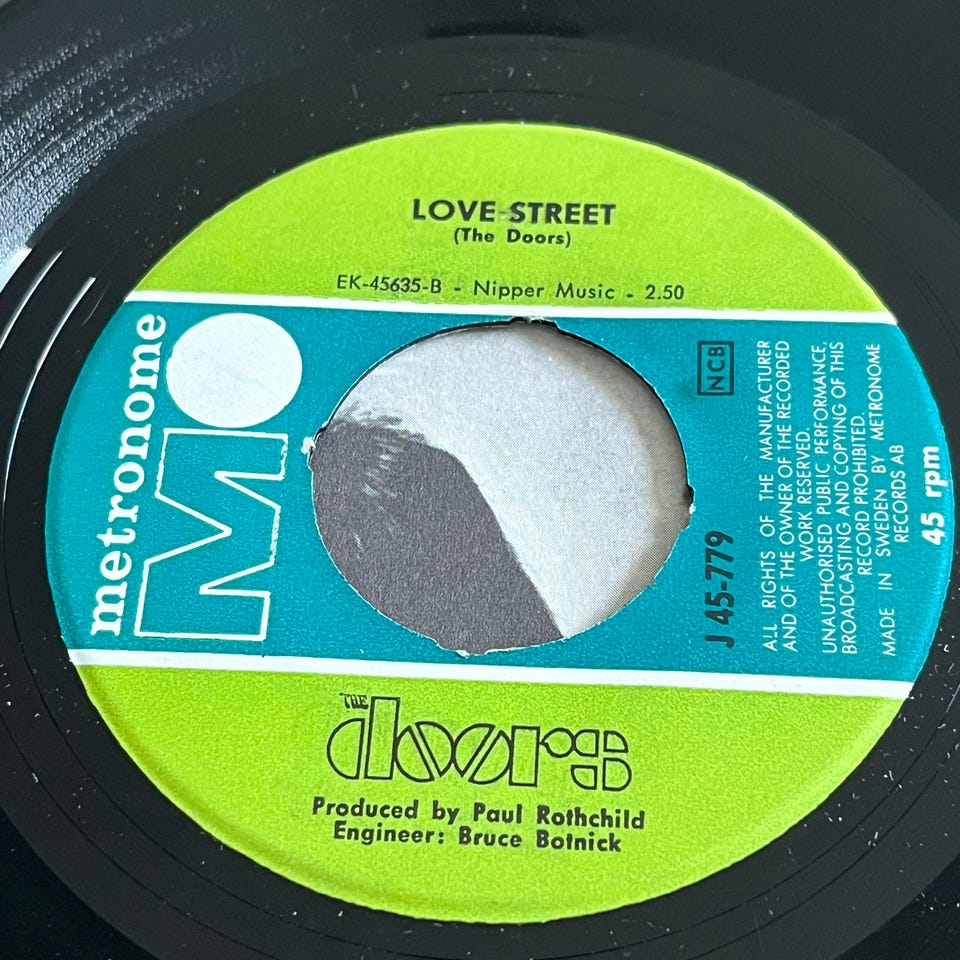 LOVE STREET
(The Doors)
EK-45635-B - Nipper Music - 2.50
metronome
M
NCB
J 45-779
ALL RIGHTS OF THE MANUFACTURER
AND OF THE OWNER OF THE RECORDED
WORK RESERVED.
UNAUTHORISED PUBLIC PERFORMANCE,
BROADCASTING AND COPYING OF THIS
RECORD PROHIBITED.
MADE IN SWEDEN BY METRONOME
RECORDS AB
45 rpm
THE
doors
Produced by Paul Rothchild
Engineer: Bruce Botnick